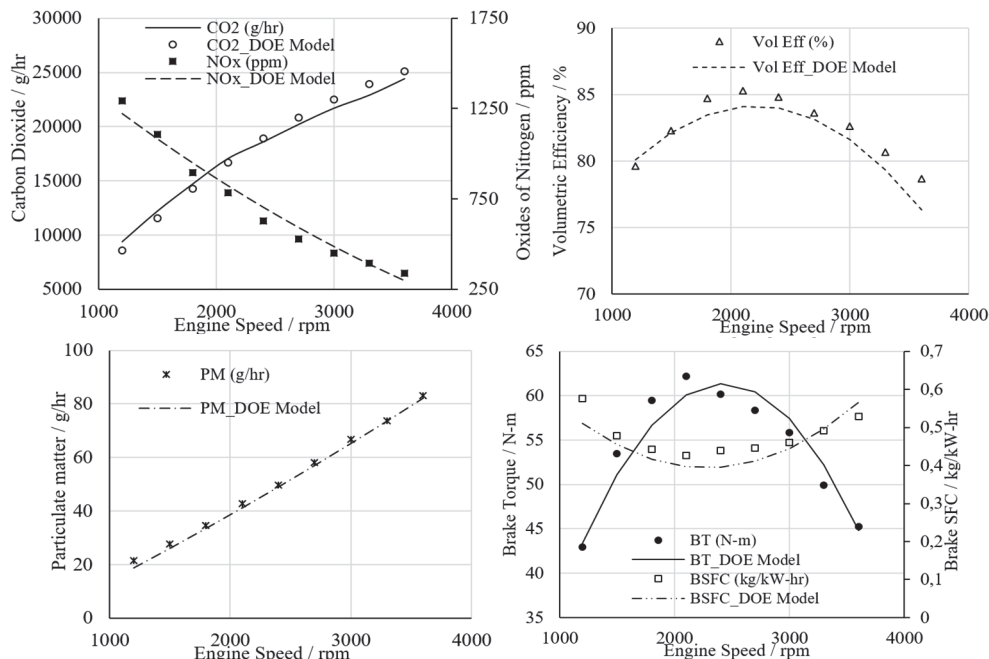 30000
25000
20000
15000
10000
5000
Carbon Dioxide / g/hr
CO2 (g/hr)
CO2_DOE Model
NOx (ppm)
NOx_DOE Model
1750
1250
750
250
Oxides of Nitrogen / ppm
1000 2000 3000 4000
Engine Speed / rpm
90
85
80
75
70
Volumetric Efficiency / %
Vol Eff (%)
Vol Eff_DOE Model
1000 2000 3000 4000
Engine Speed / rpm
100
80
60
40
20
0
Particulate matter / g/hr
PM (g/hr)
PM_DOE Model
1000 2000 3000 4000
Engine Speed / rpm
65
60
55
50
45
40
35
Brake Torque / N-m
BT (N-m)
BT_DOE Model
BSFC (kg/kW-hr)
BSFC_DOE Model
0,7
0,6
0,5
0,4
0,3
0,2
0,1
0
Brake SFC / kg/kW-hr
1000 2000 3000 4000
Engine Speed / rpm